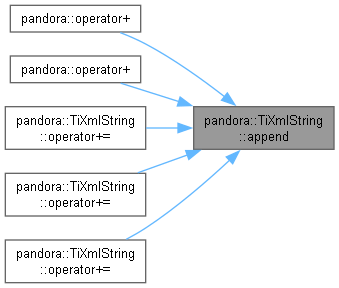 pandora::operator+
pandora::operator+
pandora::TiXmlString
::operator+=
pandora::TiXmlString
::append
pandora::TiXmlString
::operator+=
pandora::TiXmlString
::operator+=